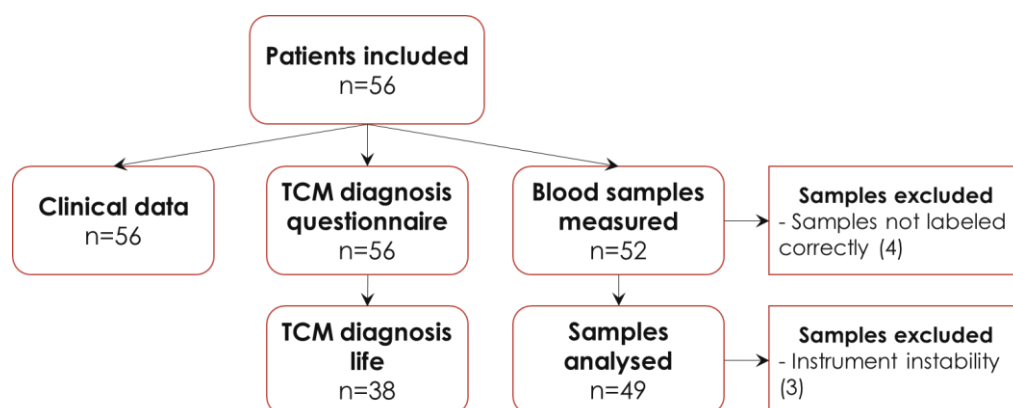 Patients included
n=56
Clinical data
n=56
TCM diagnosis
questionnaire
n=56
Blood samples
measured
n=52
Samples excluded
- Samples not labeled
correctly (4)
TCM diagnosis
life
n=38
Samples
analysed
n=49
Samples excluded
- Instrument instability
(3)